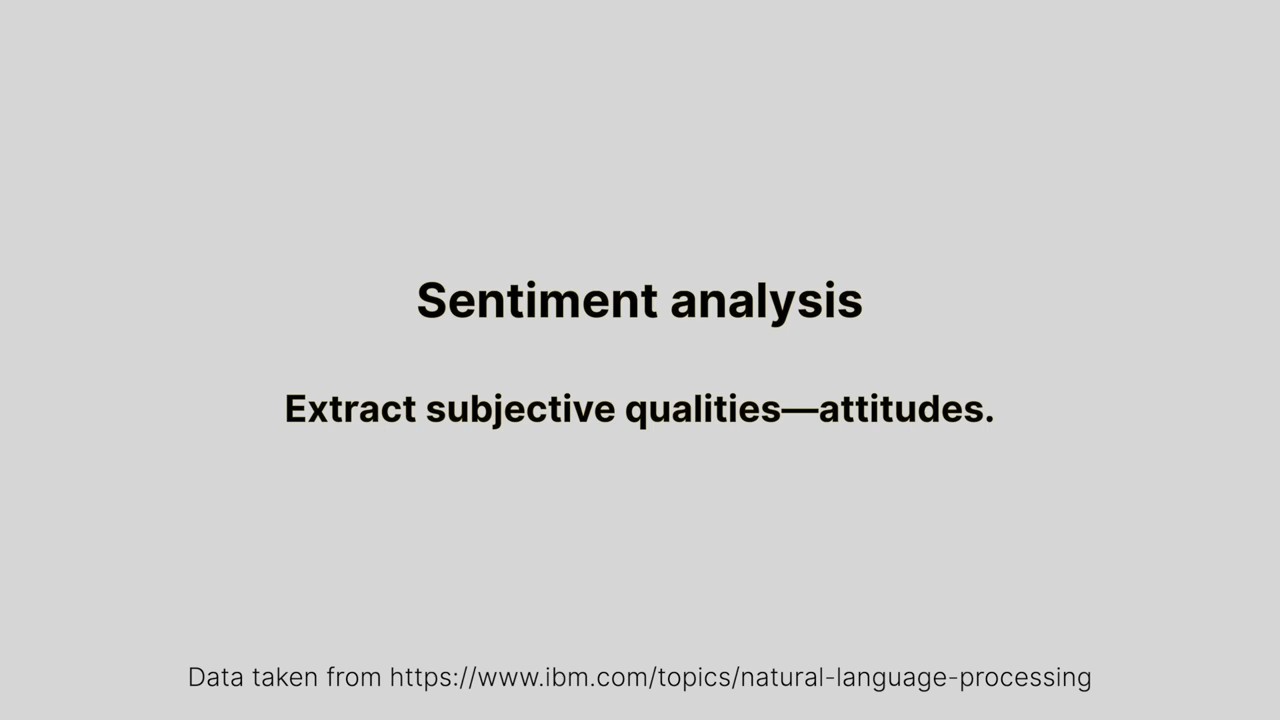 Sentiment analysis
Extract subjective qualities—attitudes.
Data taken from https://www.ibm.com/topics/natural-language-processing